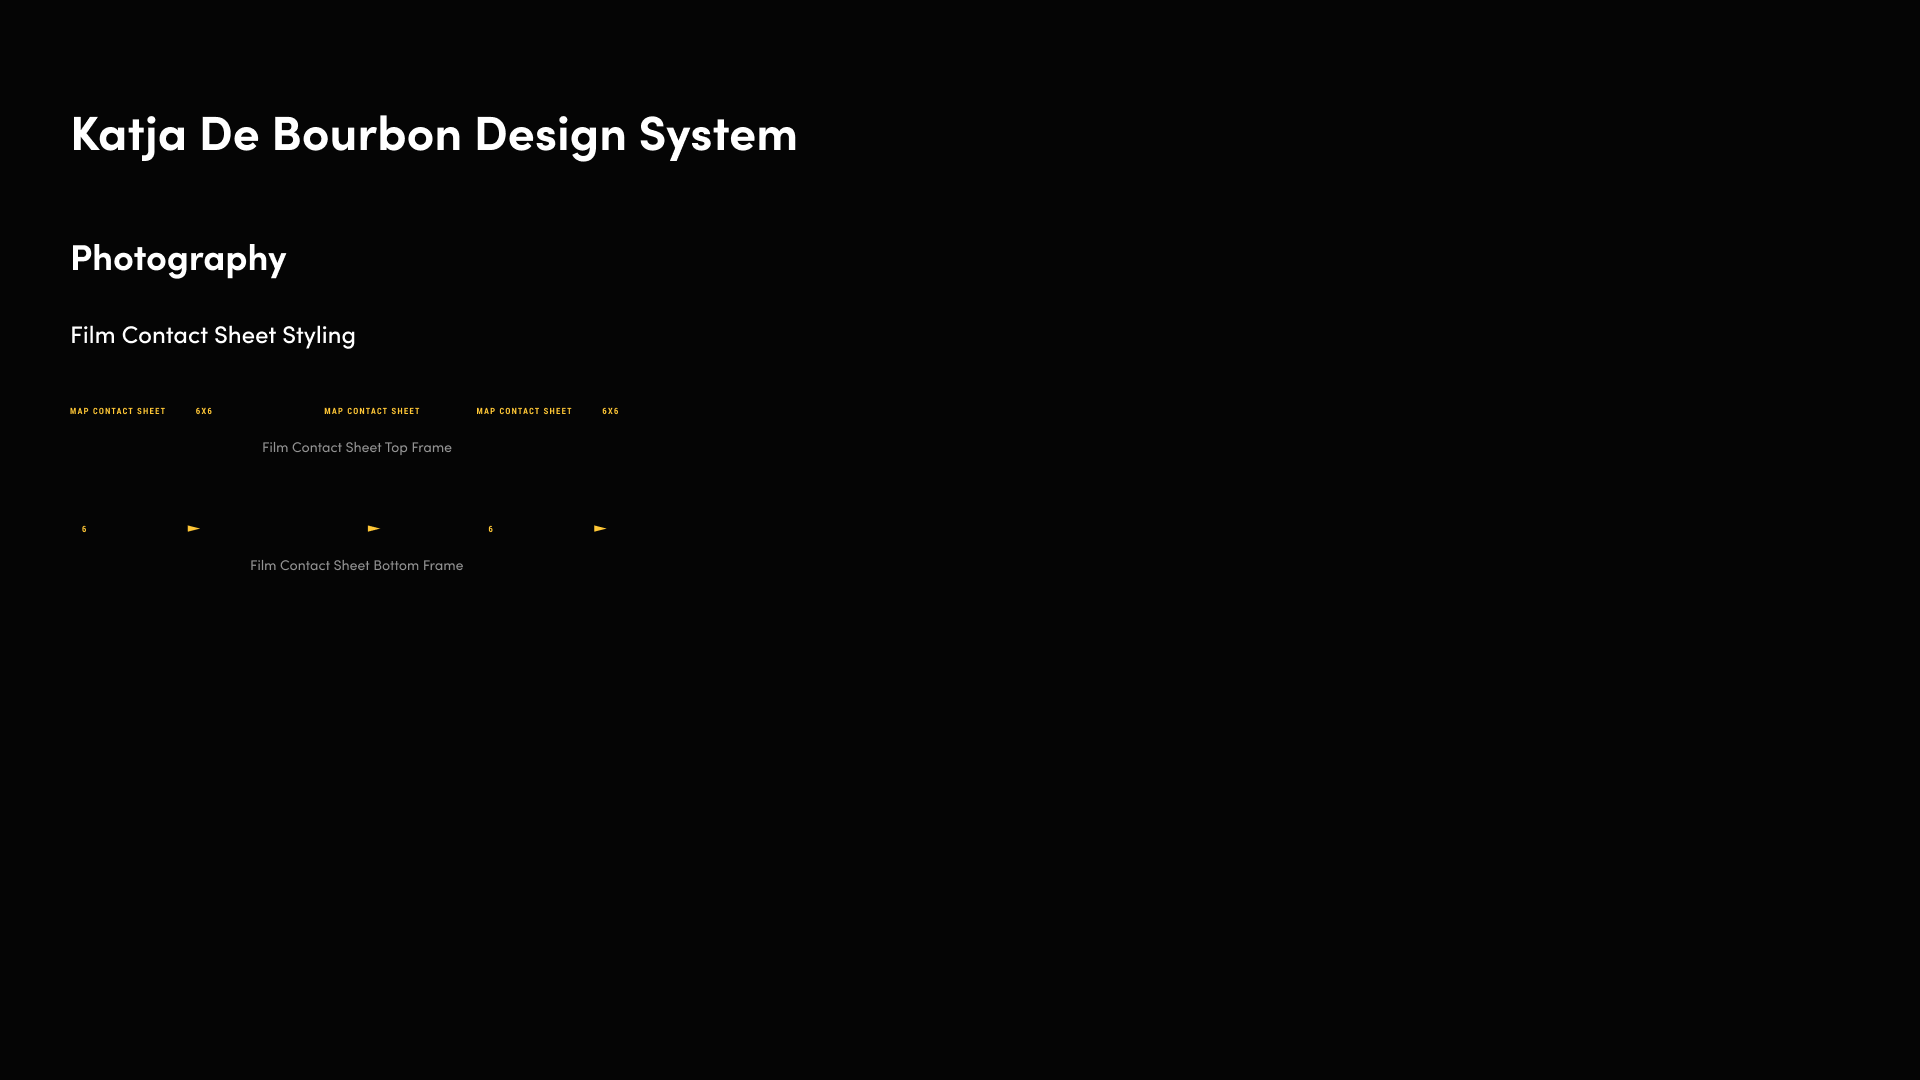 Katja De Bourbon Design System
Photography
Film Contact Sheet Styling
MAP CONTACT SHEET 6X6 MAP CONTACT SHEET MAP CONTACT SHEET 6X6
Film Contact Sheet Top Frame
6 6
Film Contact Sheet Bottom Frame